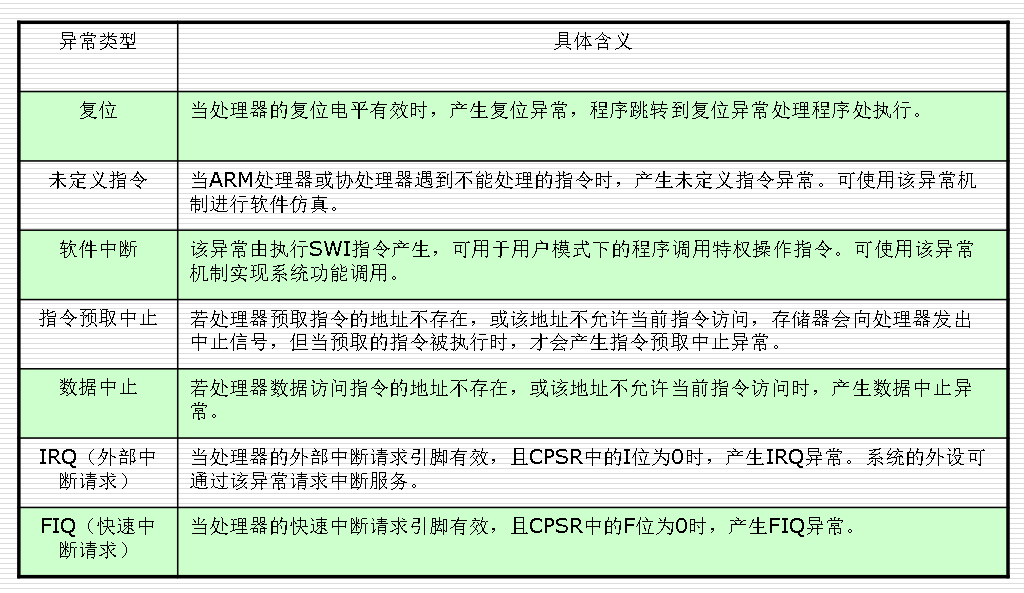 异常类型
具体含义
复位
当处理器的复位电平有效时，产生复位异常，程序跳转到复位异常处理程序处执行。
未定义指令
当ARM处理器或协处理器遇到不能处理的指令时，产生未定义指令异常。可使用该异常机
制进行软件仿真。
软件中断
该异常由执行SWI指令产生，可用于用户模式下的程序调用特权操作指令。可使用该异常
机制实现系统功能调用。
指令预取中止
若处理器预取指令的地址不存在，或该地址不允许当前指令访问，存储器会向处理器发出
中止信号，但当预取的指令被执行时，才会产生指令预取中止异常。
数据中止
若处理器数据访问指令的地址不存在，或该地址不允许当前指令访问时，产生数据中止异
常。
IRQ（外部中
断请求）
当处理器的外部中断请求引脚有效，且CPSR中的I位为0时，产生IRQ异常。系统的外设可
通过该异常请求中断服务。
FIQ（快速中
断请求）
当处理器的快速中断请求引脚有效，且CPSR中的F位为0时，产生FIQ异常。